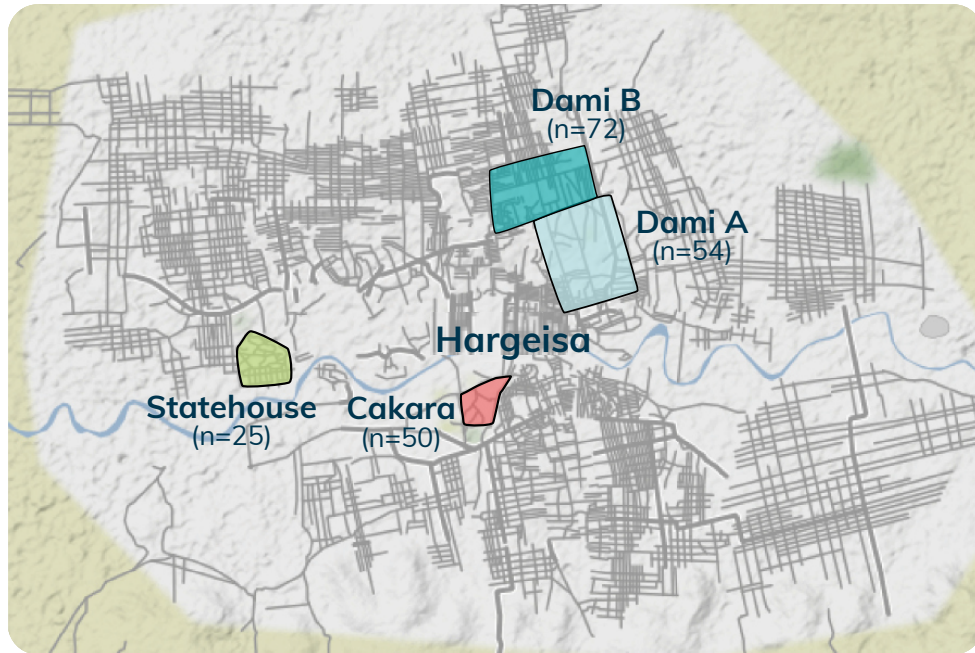 Dami B
(n=72)
Dami A
(n=54)
Hargeisa
Statehouse
(n=25)
Cakara
(n=50)